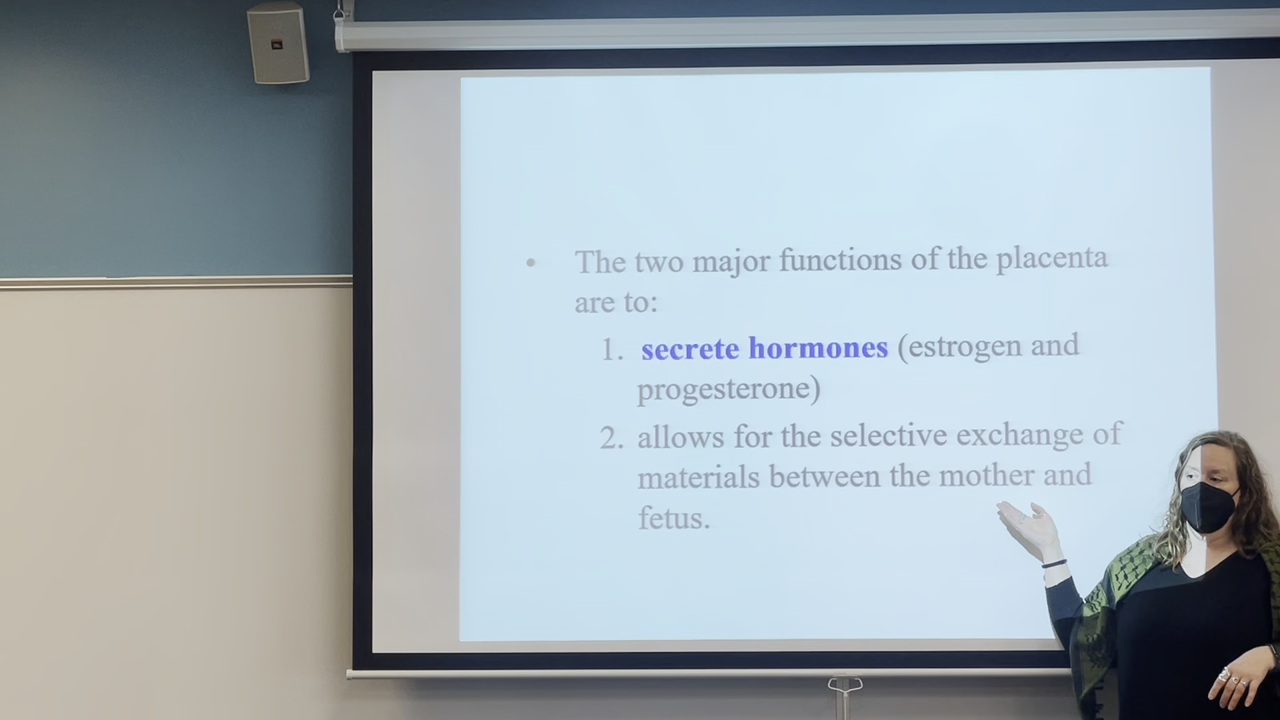 • The two major functions of the placenta
are to:
1. secrete hormones (estrogen and
progesterone)
2. allows for the selective exchange of
materials between the mother and
fetus.